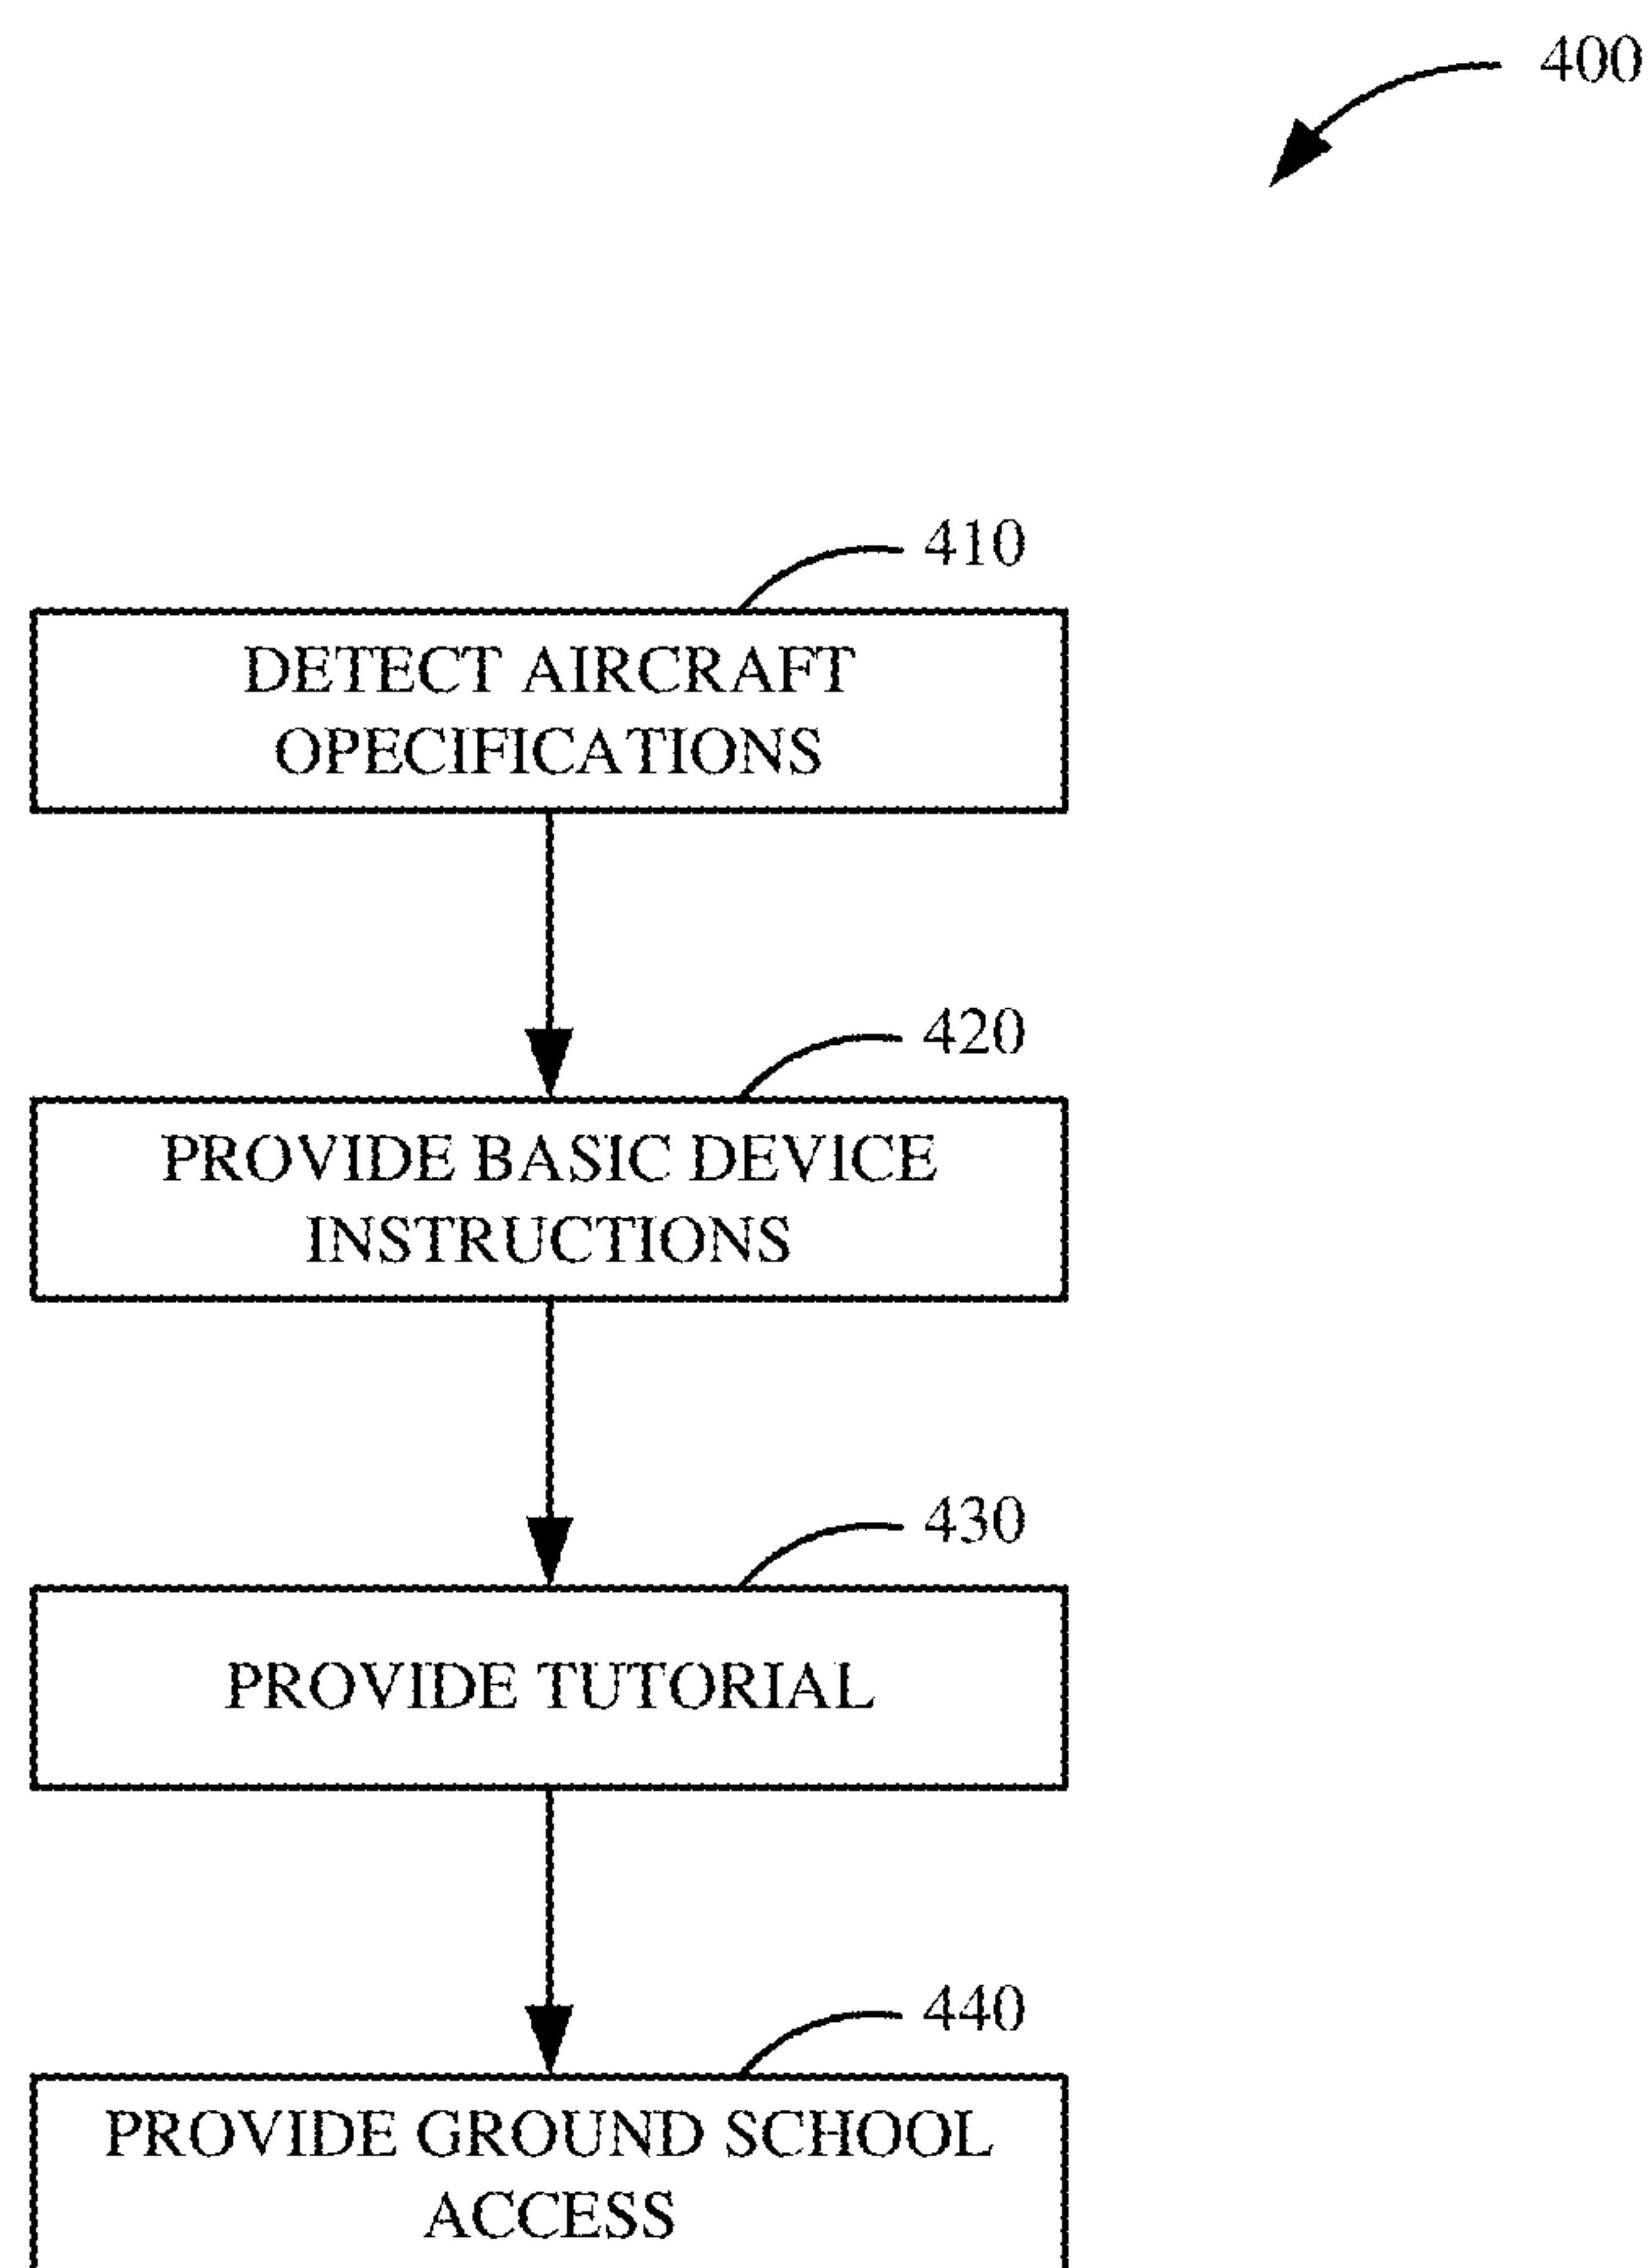 400
410
DETECT AIRCRAFT
OPECIFICATIONS
420
PROVIDE BASIC DEVICE
INSTRUCTIONS
430
PROVIDE TUTORIAL
440
PROVIDE GROUND SCHOOL
ACCESS